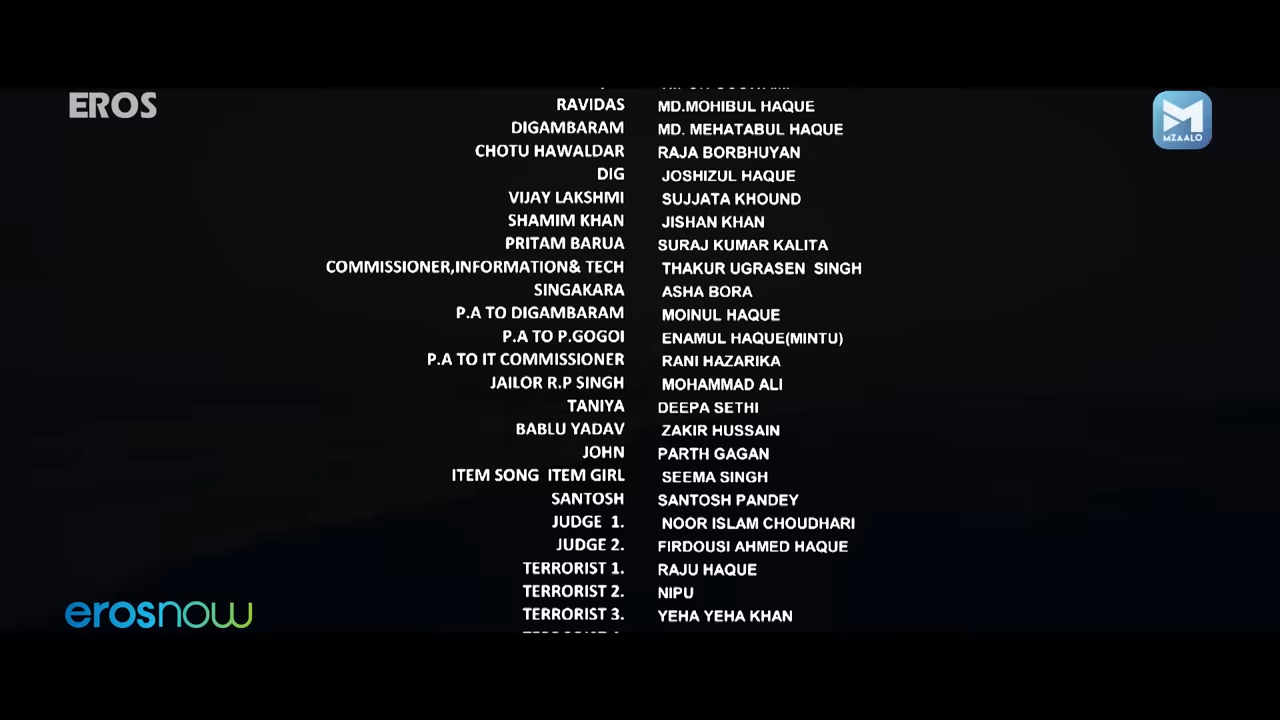 EROS
MZAALO
RAVIDAS MD.MOHIBUL HAQUE
DIGAMBARAM MD. MEHATABUL HAQUE
CHOTU HAWALDAR RAJA BORBHUYAN
DIG JOSHIZUL HAQUE
VIJAY LAKSHMI SUJJATA KHOUND
SHAMIM KHAN JISHAN KHAN
PRITAM BARUA SURAJ KUMAR KALITA
COMMISSIONER,INFORMATION& TECH THAKUR UGRASEN SINGH
SINGAKARA ASHA BORA
P.A TO DIGAMBARAM MOINUL HAQUE
P.A TO P.GOGOI ENAMUL HAQUE(MINTU)
P.A TO IT COMMISSIONER RANI HAZARIKA
JAILOR R.P SINGH MOHAMMAD ALI
TANIYA DEEPA SETHI
BABLU YADAV ZAKIR HUSSAIN
JOHN PARTH GAGAN
ITEM SONG ITEM GIRL SEEMA SINGH
SANTOSH SANTOSH PANDEY
JUDGE 1. NOOR ISLAM CHOUDHARI
JUDGE 2. FIRDOUSI AHMED HAQUE
TERRORIST 1. RAJU HAQUE
TERRORIST 2. NIPU
TERRORIST 3. YEHA YEHA KHAN
erosnow